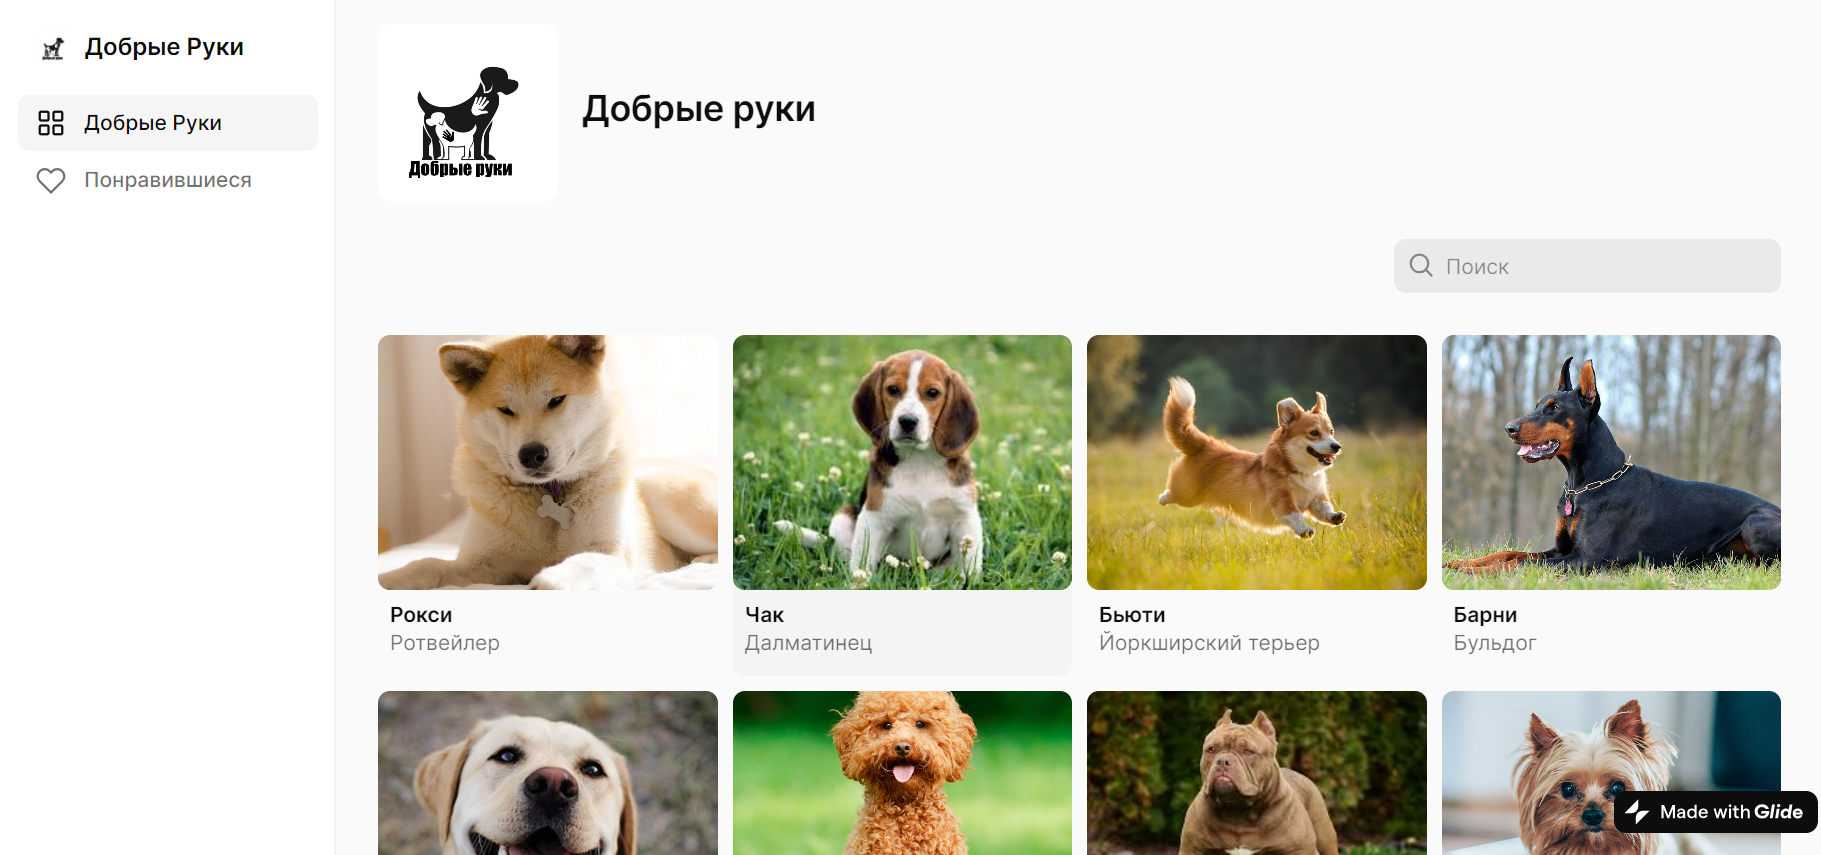 Добрые Руки
Добрые Руки
Понравившиеся
Добрые руки
Добрые руки
Поиск
Рокси
Ротвейлер
Чак
Далматинец
Бьюти
Йоркширский терьер
Барни
Бульдог
Made with Glide